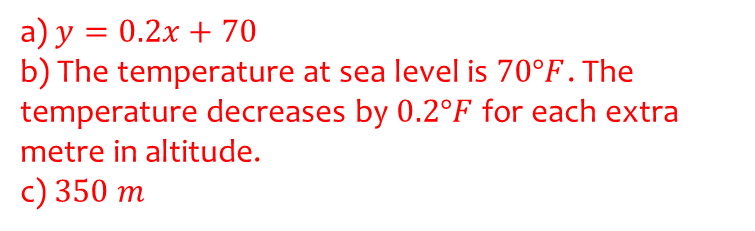 a) y = 0.2x + 70
b) The temperature at sea level is 70°F. The
temperature decreases by 0.2°F for each extra
metre in altitude.
c) 350 m